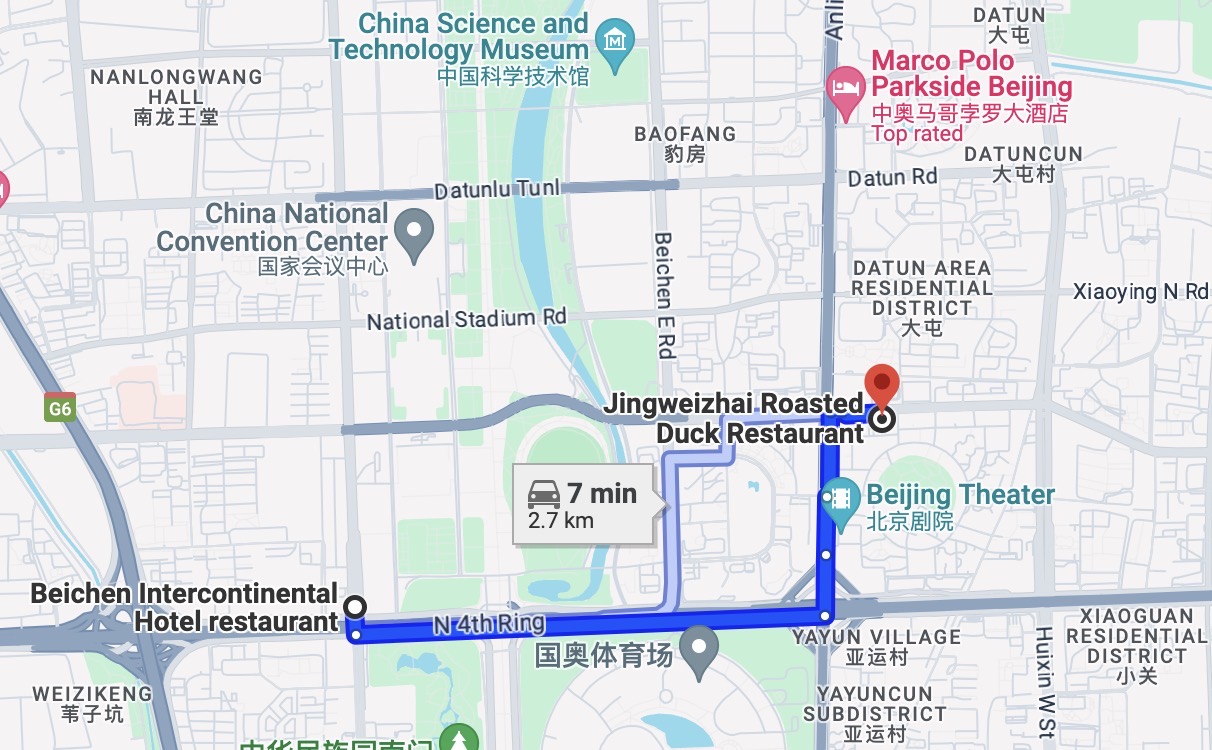 China Science and
Technology Museum
中国科学技术馆
DATUN
大屯
NANLONGWANG
HALL
南龙王堂
Marco Polo
Parkside Beijing
中奥马哥孛罗大酒店
Top rated
BAOFANG
豹房
DATUNCUN
大屯村
Datunlu Tunl
Datun Rd
China National
Convention Center
国家会议中心
Beichen E Rd
DATUN AREA
RESIDENTIAL
DISTRICT
大屯
Xiaoying N Rd
National Stadium Rd
G6
Jingweizhai Roasted
Duck Restaurant
7 min
2.7 km
Beijing Theater
北京剧院
Beichen Intercontinental
Hotel restaurant
N 4th Ring
国奥体育场
YAYUN VILLAGE
亚运村
XIAOGUAN
RESIDENTIAL
DISTRICT
小关
Huixin W St
WEIZIKENG
苇子坑
YAYUNCUN
SUBDISTRICT
亚运村